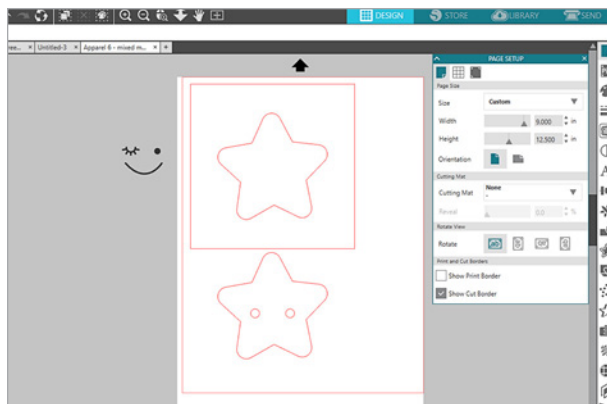 DESIGN STORE LIBRARY SEND
Untitled-3 × Apparel 6 - mixed m... × +
PAGE SETUP
Page Size
Size Custom
Width 9.000 in
Height 12.500 in
Orientation
Cutting Mat
Cutting Mat None
Reveal 0.0 %
Rotate View
Rotate
Print and Cut Borders
Show Print Border
Show Cut Border